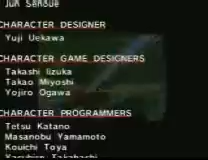 Jun Senoue
CHARACTER DESIGNER
Yuji Uekawa
CHARACTER GAME DESIGNERS
Takashi Iizuka
Takao Miyoshi
Yojiro Ogawa
CHARACTER PROGRAMMERS
Tetsu Katano
Masanobu Yamamoto
Kouichi Toya
Takahashi